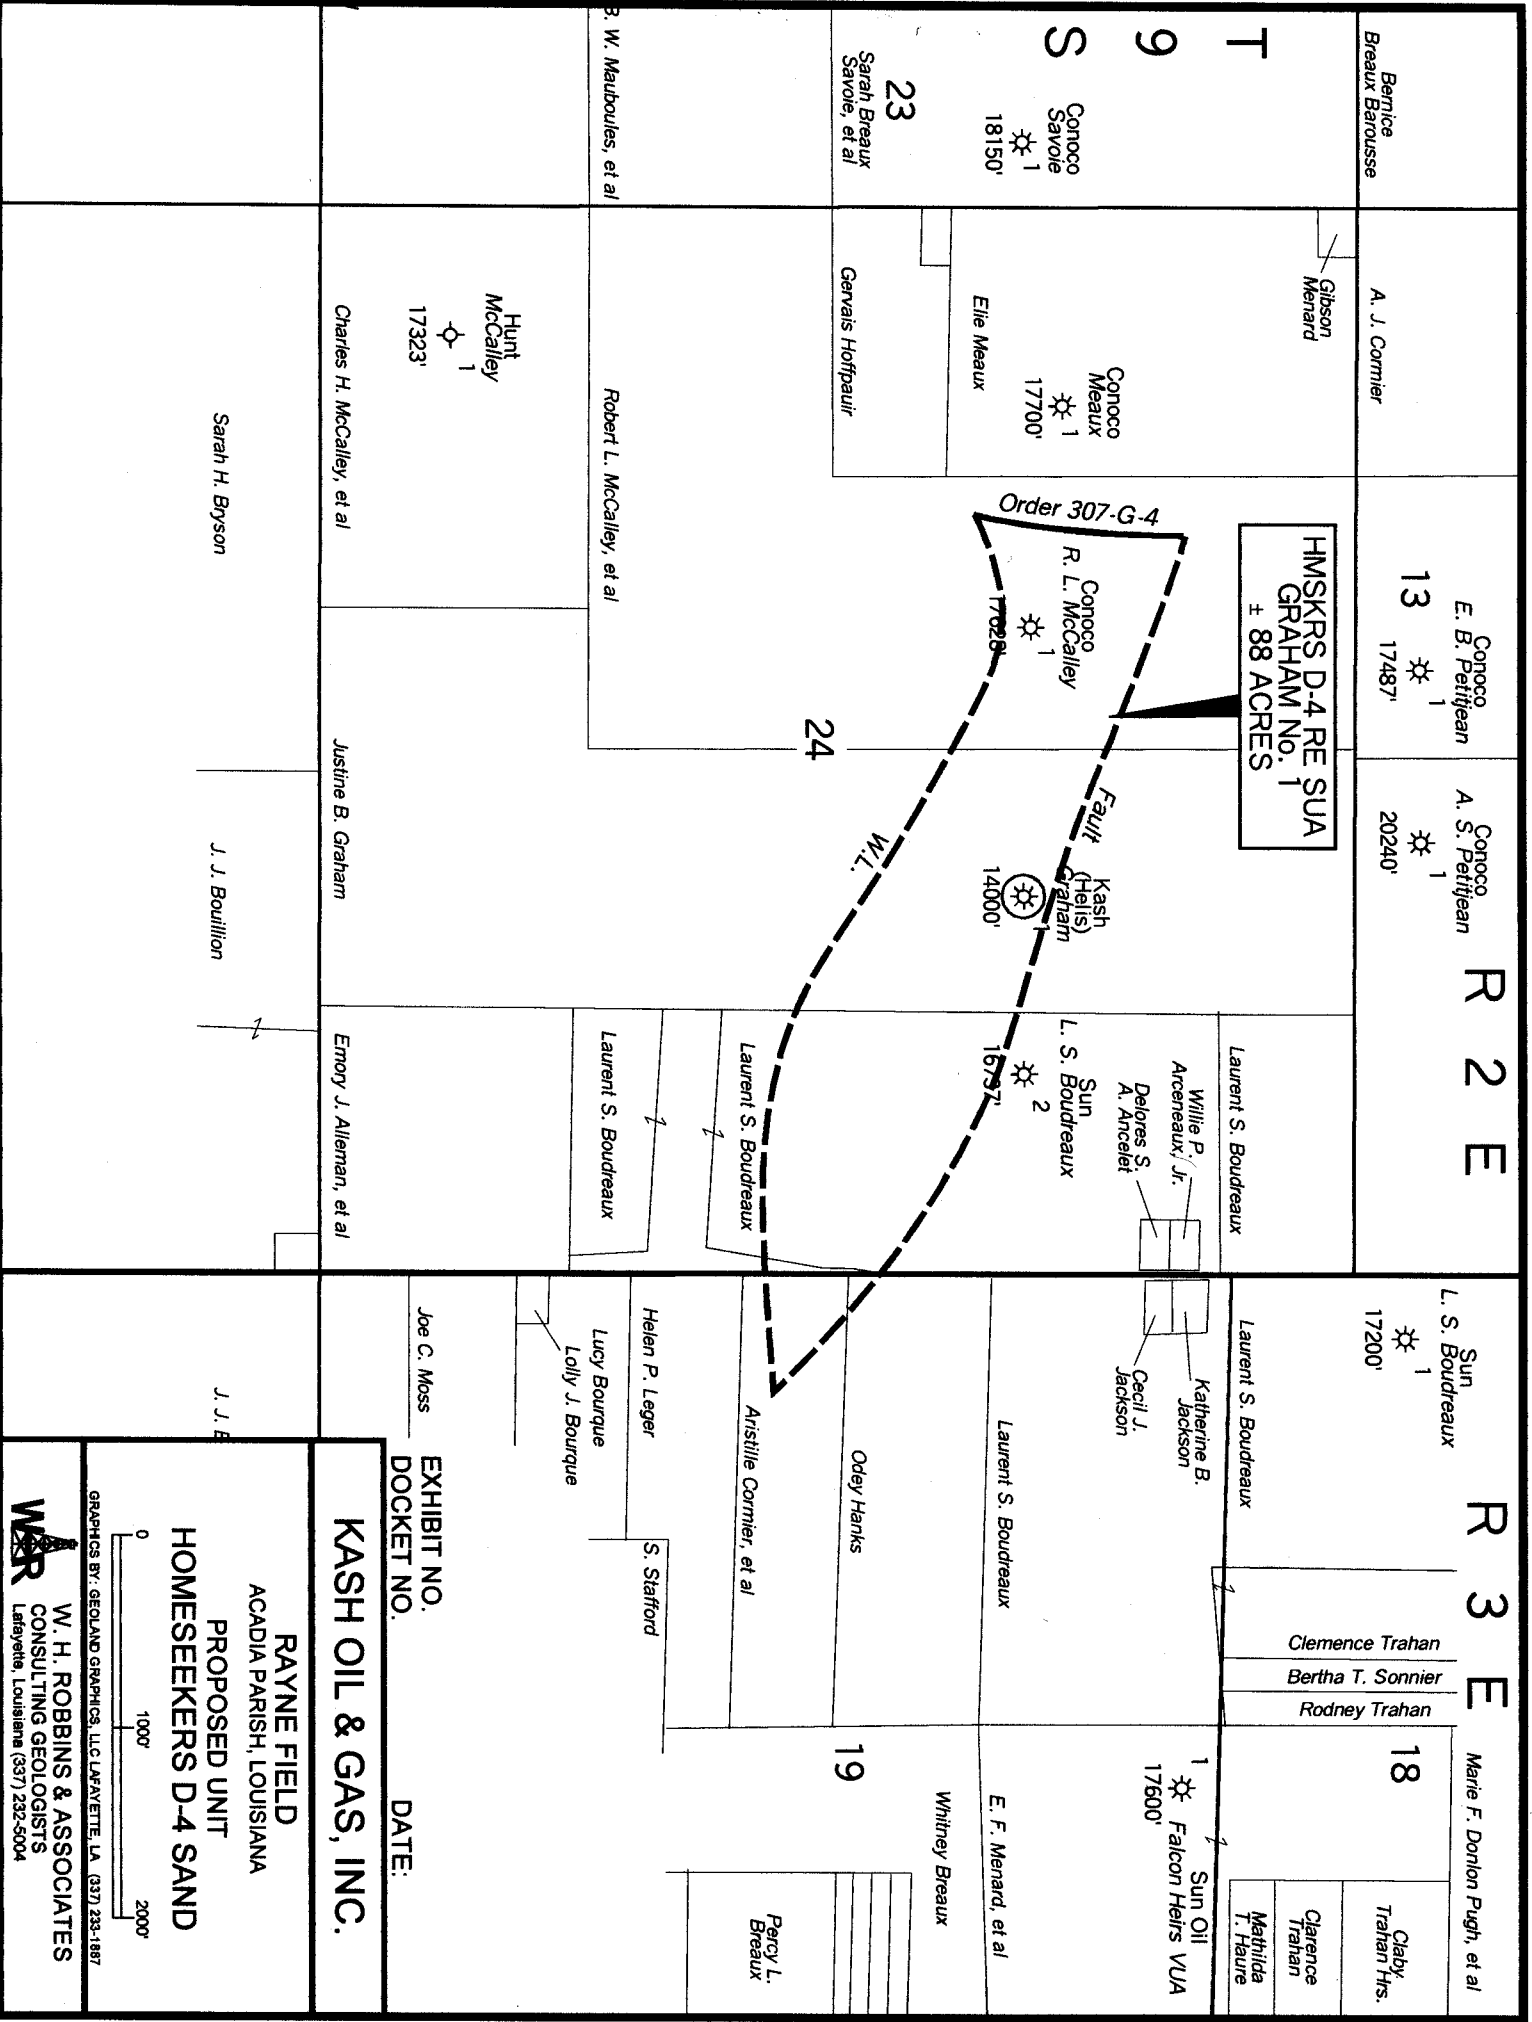 T
9
S
R 2 E
R 3 E
Bernice
Breaux Barousse
A. J. Cormier
13
Conoco
E. B. Petitjean
1
17487'
Conoco
A. S. Petitjean
1
20240'
Sun
L. S. Boudreaux
1
17200'
18
Marie F. Donlon Pugh, et al
Clemence Trahan
Bertha T. Sonnier
Rodney Trahan
Claby
Trahan Hrs.
Clarence
Trahan
Mathilda
T. Haure
Gibson
Menard
HMSKRS D-4 RE SUA
GRAHAM No. 1
± 88 ACRES
Laurent S. Boudreaux
Laurent S. Boudreaux
Willie P.
Arceneaux, Jr.
Delores S.
A. Ancelet
Katherine B.
Jackson
Cecil J.
Jackson
Sun Oil
1 Falcon Heirs VUA
17600'
Conoco
Savoie
1
18150'
23
Sarah Breaux
Savoie, et al
Conoco
Meaux
1
17700'
Elie Meaux
Gervais Hoffpauir
Order 307-G-4
Conoco
R. L. McCalley
1
Fault
Kash
(Helis)
Graham
1
14000'
Sun
L. S. Boudreaux
2
Laurent S. Boudreaux
E. F. Menard, et al
Whitney Breaux
24
W.L.
19
Odey Hanks
Aristille Cormier, et al
Percy L.
Breaux
Laurent S. Boudreaux
Laurent S. Boudreaux
B. W. Mauboules, et al
Robert L. McCalley, et al
Helen P. Leger
S. Stafford
Lucy Bourque
Lolly J. Bourque
Hunt
McCalley
1
17323'
Charles H. McCalley, et al
Justine B. Graham
Emory J. Alleman, et al
Joe C. Moss
Sarah H. Bryson
J. J. Bouillion
J. J. B
EXHIBIT NO.
DOCKET NO. DATE:
KASH OIL & GAS, INC.
RAYNE FIELD
ACADIA PARISH, LOUISIANA
PROPOSED UNIT
HOMESEEKERS D-4 SAND
0 1000' 2000'
GRAPHICS BY: GEOLAND GRAPHICS, LLC LAFAYETTE, LA (337) 233-1887
WR
W. H. ROBBINS & ASSOCIATES
CONSULTING GEOLOGISTS
Lafayette, Louisiana (337) 232-5004